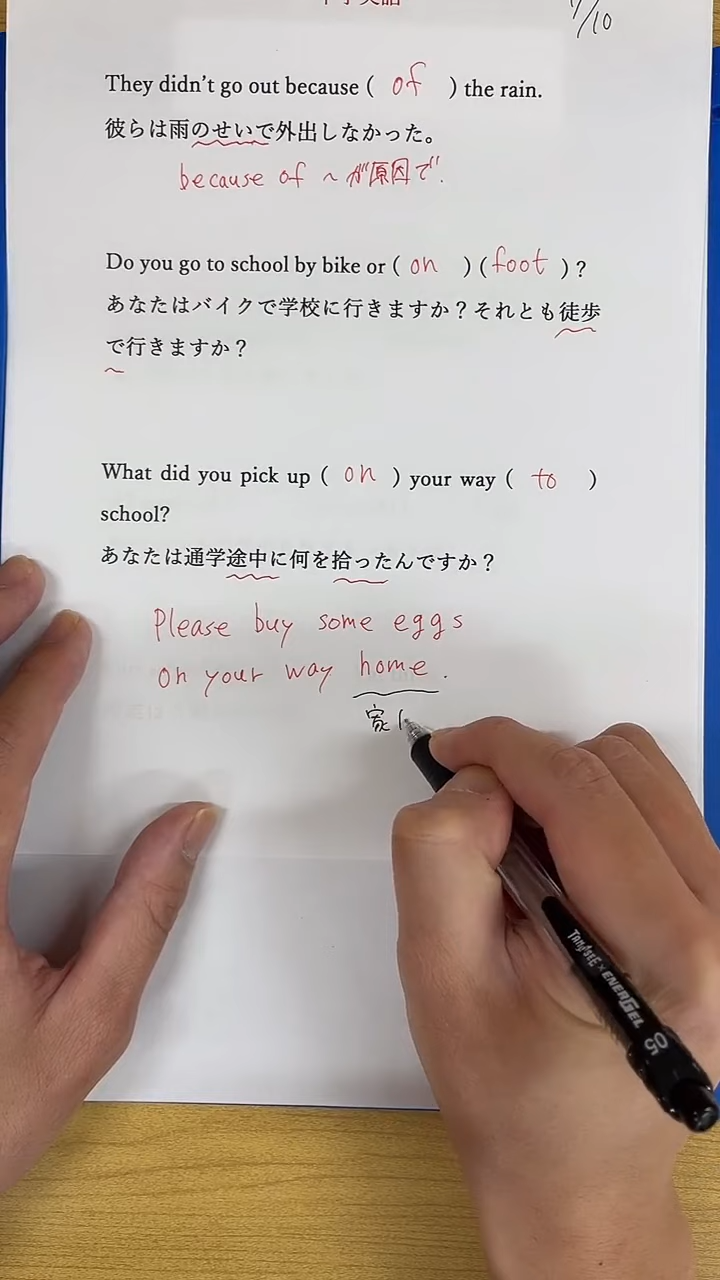 7/10
They didn't go out because ( of ) the rain.
彼らは雨のせいで外出しなかった。
because of ～が原因で.
Do you go to school by bike or ( on ) ( foot ) ?
あなたはバイクで学校に行きますか？それとも徒歩
で行きますか？
What did you pick up ( on ) your way ( to )
school?
あなたは通学途中に何を拾ったんですか？
Please buy some eggs
on your way home.
家に
TANOSEE × ENERGEL 05